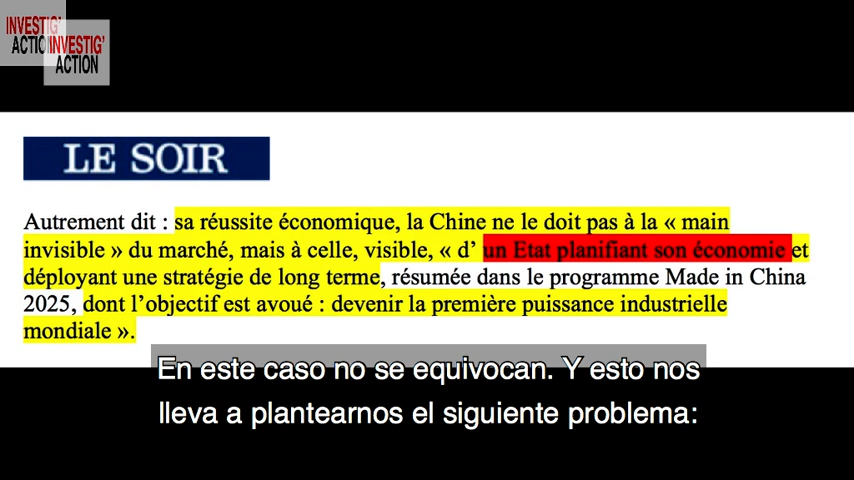 INVESTIG'
ACTION
INVESTIG'
ACTION
LE SOIR
Autrement dit : sa réussite économique, la Chine ne le doit pas à la « main
invisible » du marché, mais à celle, visible, « d’ un Etat planifiant son économie et
déployant une stratégie de long terme, résumée dans le programme Made in China
2025, dont l’objectif est avoué : devenir la première puissance industrielle
mondiale ».
En este caso no se equivocan. Y esto nos
lleva a plantearnos el siguiente problema: